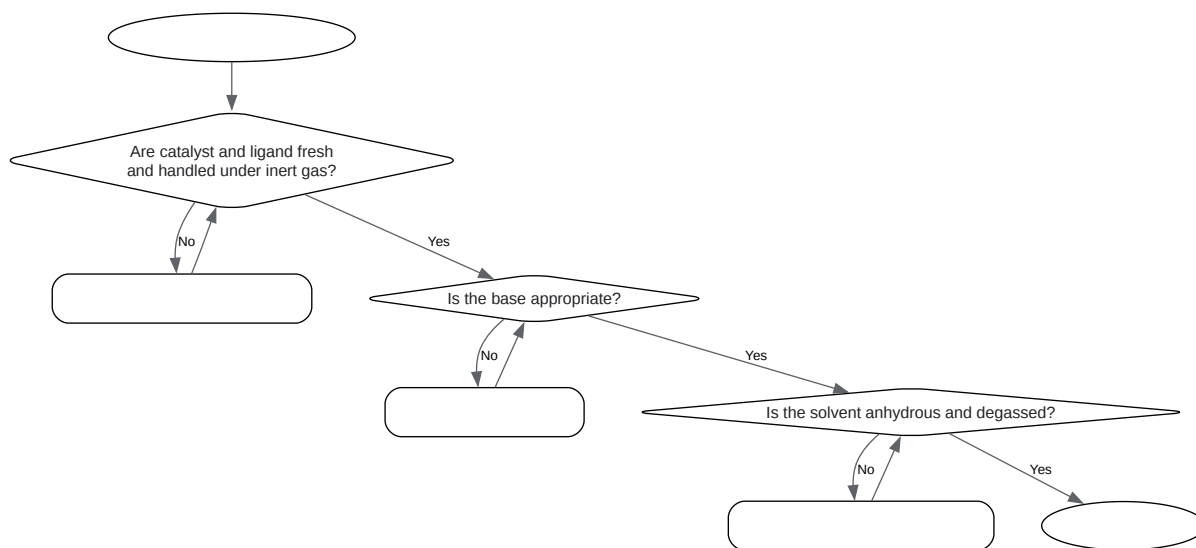 Are catalyst and ligand fresh
and handled under inert gas?
No
Yes
Is the base appropriate?
No
Yes
Is the solvent anhydrous and degassed?
No
Yes